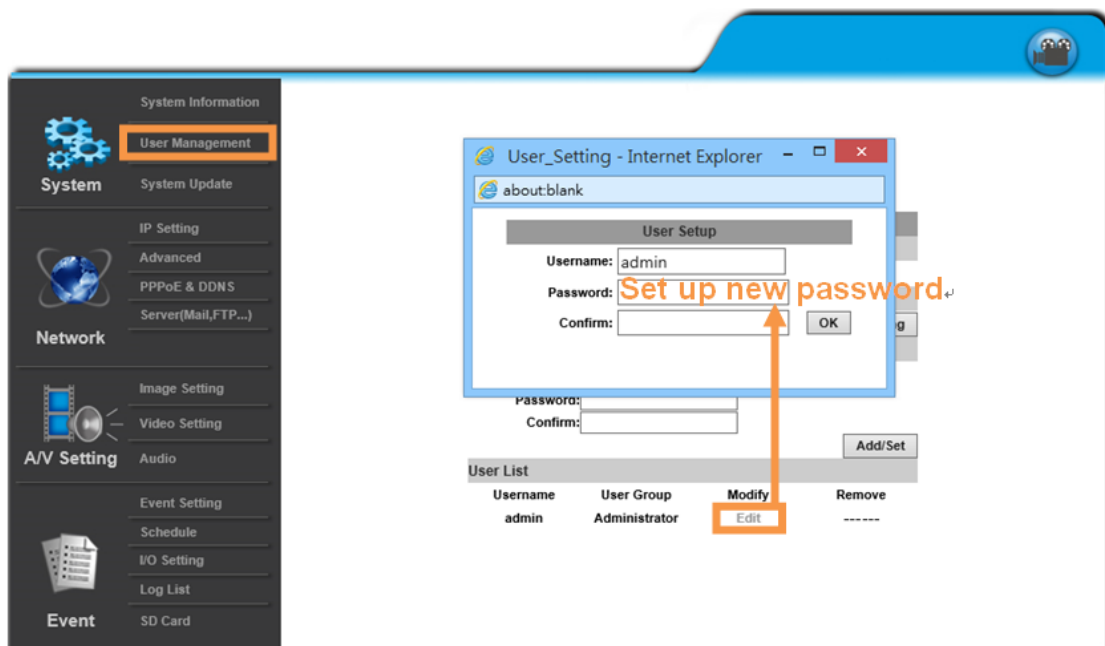 System Information
User Management
System
System Update
IP Setting
Advanced
PPPoE & DDNS
Server(Mail,FTP...)
Network
Image Setting
Video Setting
A/V Setting
Audio
Event Setting
Schedule
I/O Setting
Log List
Event
SD Card
User_Setting - Internet Explorer
about:blank
User Setup
Username: admin
Password: Set up new password
Confirm:
OK
Password:
Confirm:
Add/Set
User List
Username User Group Modify Remove
admin Administrator Edit ------